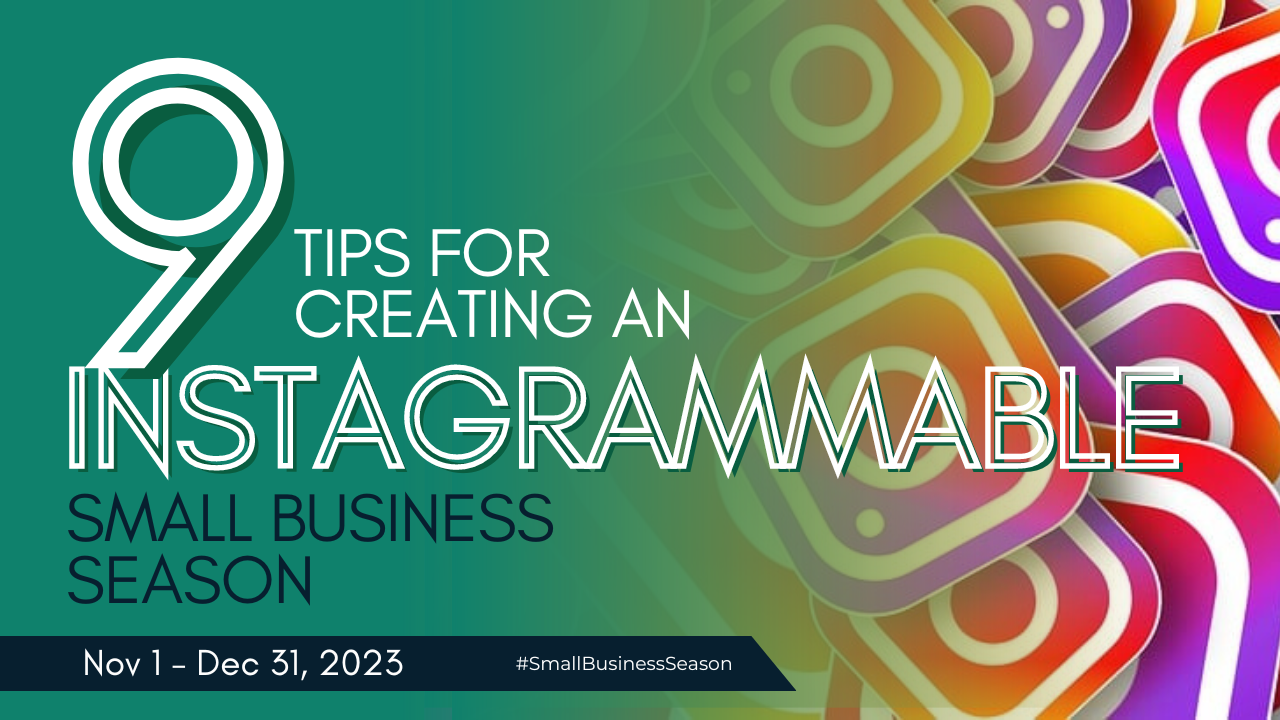 9
TIPS FOR
CREATING AN
INSTAGRAMMABLE
SMALL BUSINESS
SEASON
Nov 1 – Dec 31, 2023
#SmallBusinessSeason